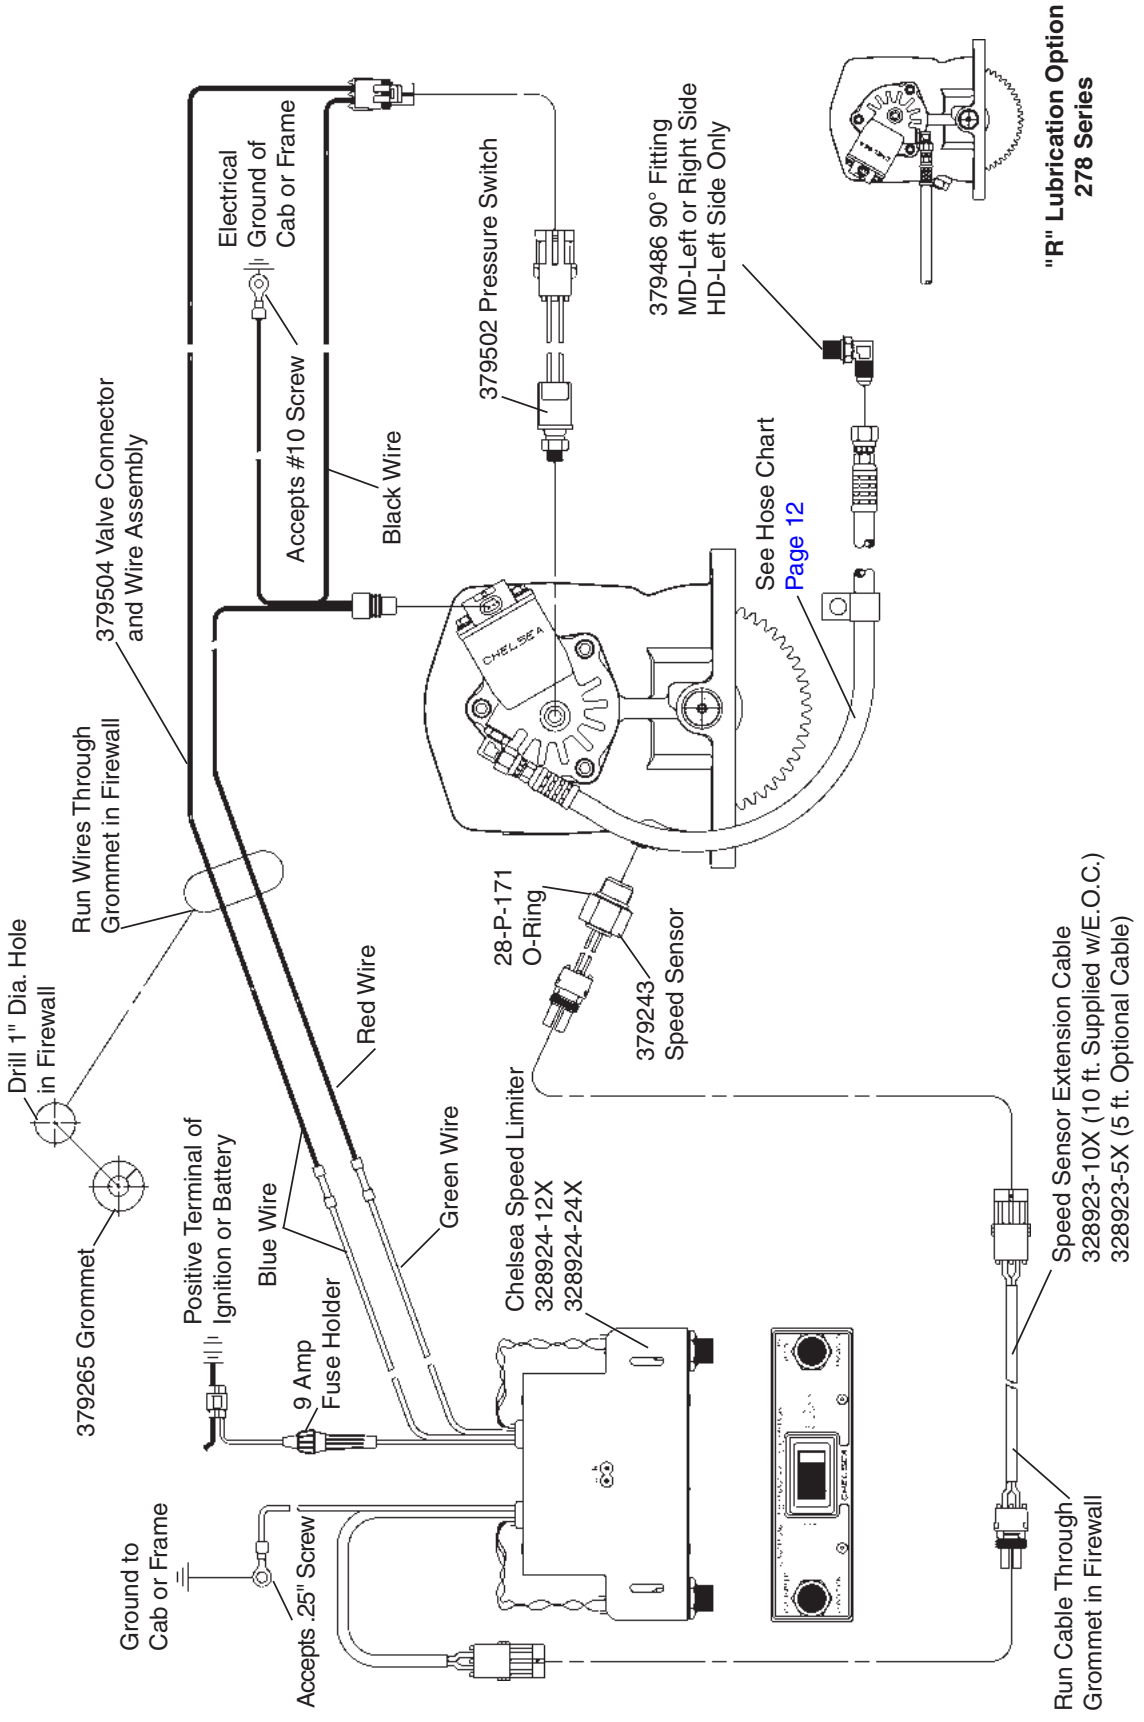 Drill 1" Dia. Hole
in Firewall
379265 Grommet
Run Wires Through
Grommet in Firewall
379504 Valve Connector
and Wire Assembly
Electrical
Ground of
Cab or Frame
Accepts #10 Screw
Black Wire
Ground to
Cab or Frame
Accepts .25" Screw
Positive Terminal of
Ignition or Battery
9 Amp
Fuse Holder
Blue Wire
Red Wire
Green Wire
379502 Pressure Switch
CHELSEA
28-P-171
O-Ring
379243
Speed Sensor
Chelsea Speed Limiter
328924-12X
328924-24X
CHELSEA
379486 90° Fitting
MD-Left or Right Side
HD-Left Side Only
See Hose Chart
Page 12
Run Cable Through
Grommet in Firewall
Speed Sensor Extension Cable
328923-10X (10 ft. Supplied w/E.O.C.)
328923-5X (5 ft. Optional Cable)
"R" Lubrication Option
278 Series